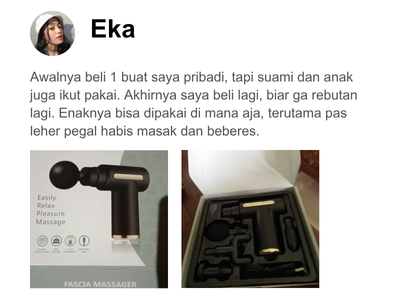 Eka
Awalnya beli 1 buat saya pribadi, tapi suami dan anak
juga ikut pakai. Akhirnya saya beli lagi, biar ga rebutan
lagi. Enaknya bisa dipakai di mana aja, terutama pas
leher pegal habis masak dan beberes.
Easily
Relax
Pleasure
Massage
FASCIA MASSAGER